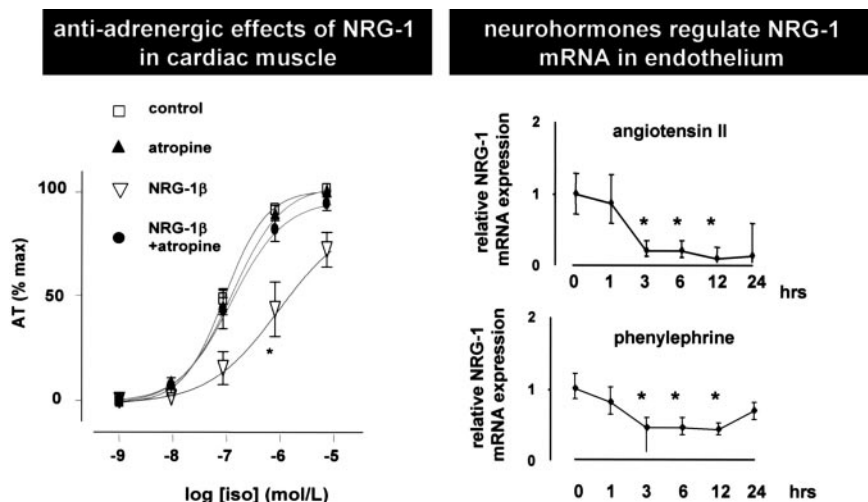 anti-adrenergic effects of NRG-1
in cardiac muscle
control
atropine
NRG-1β
NRG-1β
+atropine
AT (% max)
100
50
0
-9 -8 -7 -6 -5
log [iso] (mol/L)
*
neurohormones regulate NRG-1
mRNA in endothelium
angiotensin II
relative NRG-1
mRNA expression
2
1
0
* * *
0 1 3 6 12 24 hrs
phenylephrine
relative NRG-1
mRNA expression
2
1
0
* * *
0 1 3 6 12 24 hrs